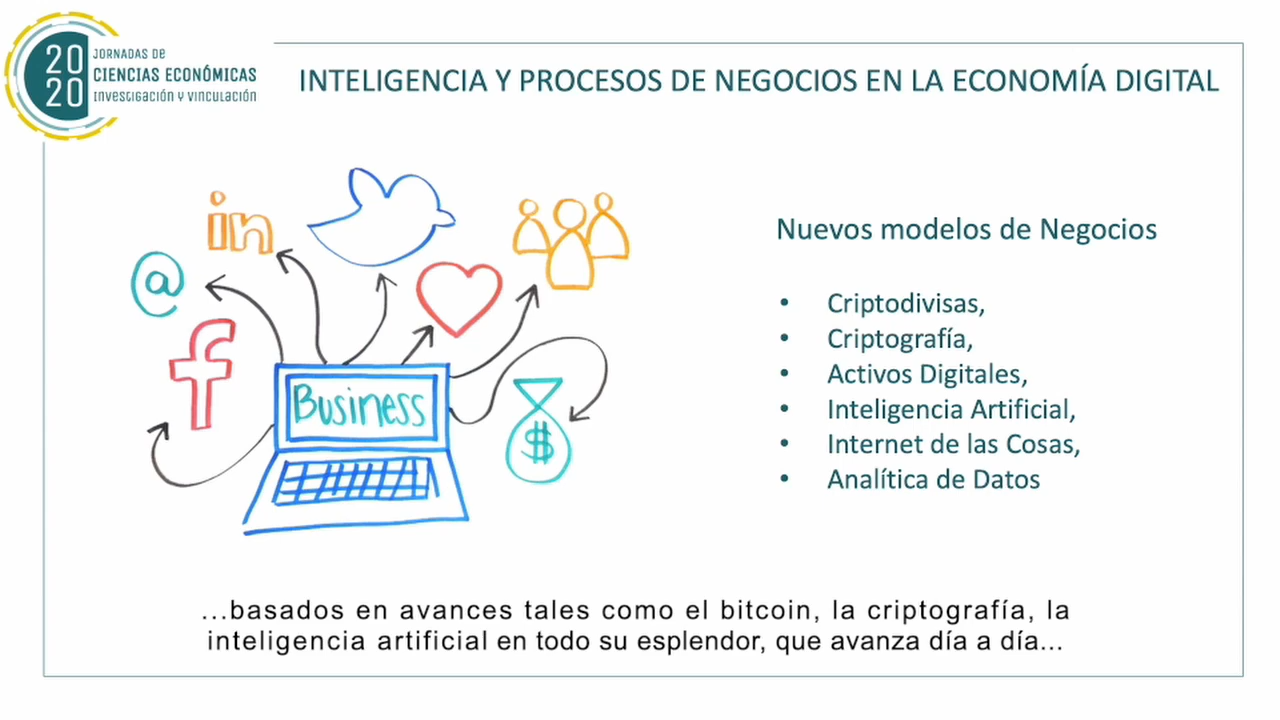 20
20
JORNADAS DE
CIENCIAS ECONÓMICAS
INVESTIGACIÓN Y VINCULACIÓN
INTELIGENCIA Y PROCESOS DE NEGOCIOS EN LA ECONOMÍA DIGITAL
in
@
f
Business
$
Nuevos modelos de Negocios
• Criptodivisas,
• Criptografía,
• Activos Digitales,
• Inteligencia Artificial,
• Internet de las Cosas,
• Analítica de Datos
...basados en avances tales como el bitcoin, la criptografía, la
inteligencia artificial en todo su esplendor, que avanza día a día...